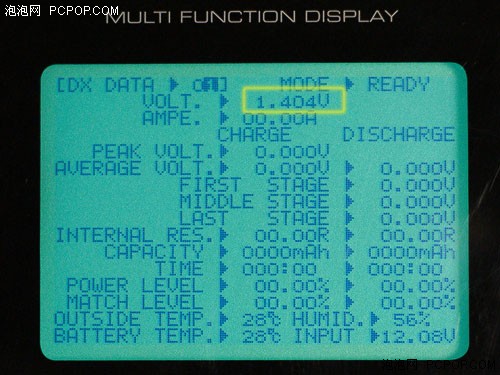 泡泡网 PCPOP.COM
MULTI FUNCTION DISPLAY
[DX DATA ▶ 01] MODE ▶ READY
VOLT. ▶ 1.404V
AMPE. ▶ 00.00A
CHARGE DISCHARGE
PEAK VOLT. ▶ 0.000V
AVERAGE VOLT. ▶ 0.000V ▶ 0.000V
FIRST STAGE ▶ 0.000V
MIDDLE STAGE ▶ 0.000V
LAST STAGE ▶ 0.000V
INTERNAL RES. ▶ 00.00R ▶ 00.00R
CAPACITY ▶ 0000mAh ▶ 0000mAh
TIME ▶ 000:00 ▶ 000:00
POWER LEVEL ▶ 00.00% ▶ 00.00%
MATCH LEVEL ▶ 00.00% ▶ 00.00%
OUTSIDE TEMP. ▶ 28℃ HUMID. ▶ 56%
BATTERY TEMP. ▶ 28℃ INPUT ▶ 12.08V